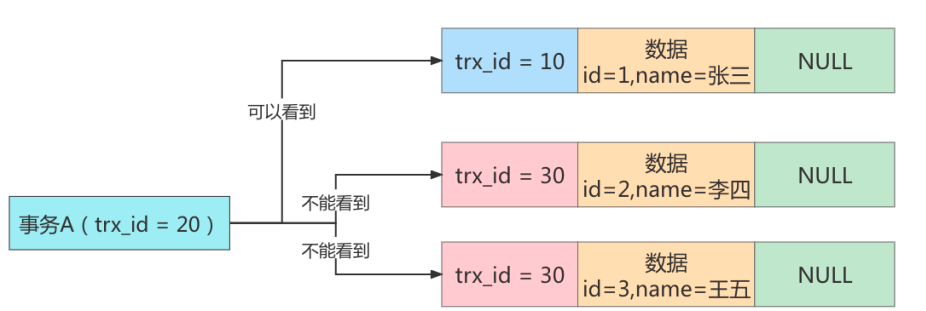 trx_id = 10
数据
id=1,name=张三
NULL
可以看到
trx_id = 30
数据
id=2,name=李四
NULL
不能看到
事务A（trx_id = 20）
不能看到
trx_id = 30
数据
id=3,name=王五
NULL